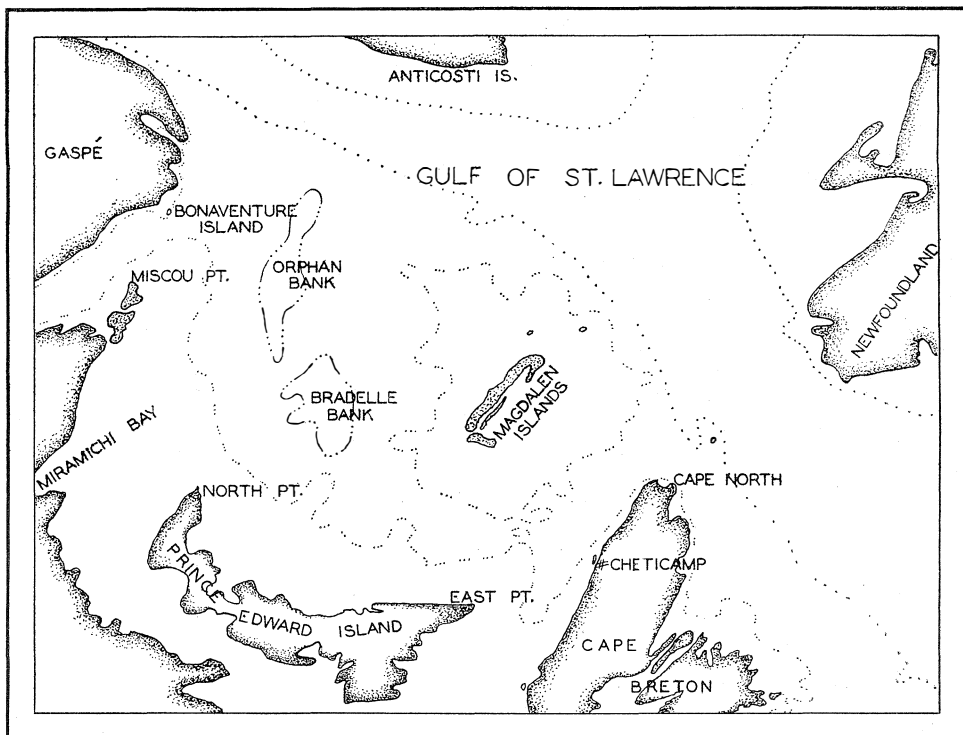 ANTICOSTI IS.
GASPÉ
GULF OF ST. LAWRENCE
BONAVENTURE
ISLAND
ORPHAN
BANK
MISCOU PT.
NEWFOUNDLAND
BRADELLE
BANK
MAGDALEN
ISLANDS
MIRAMICHI BAY
NORTH PT.
CAPE NORTH
CHETICAMP
PRINCE
EDWARD ISLAND
EAST PT.
CAPE
BRETON